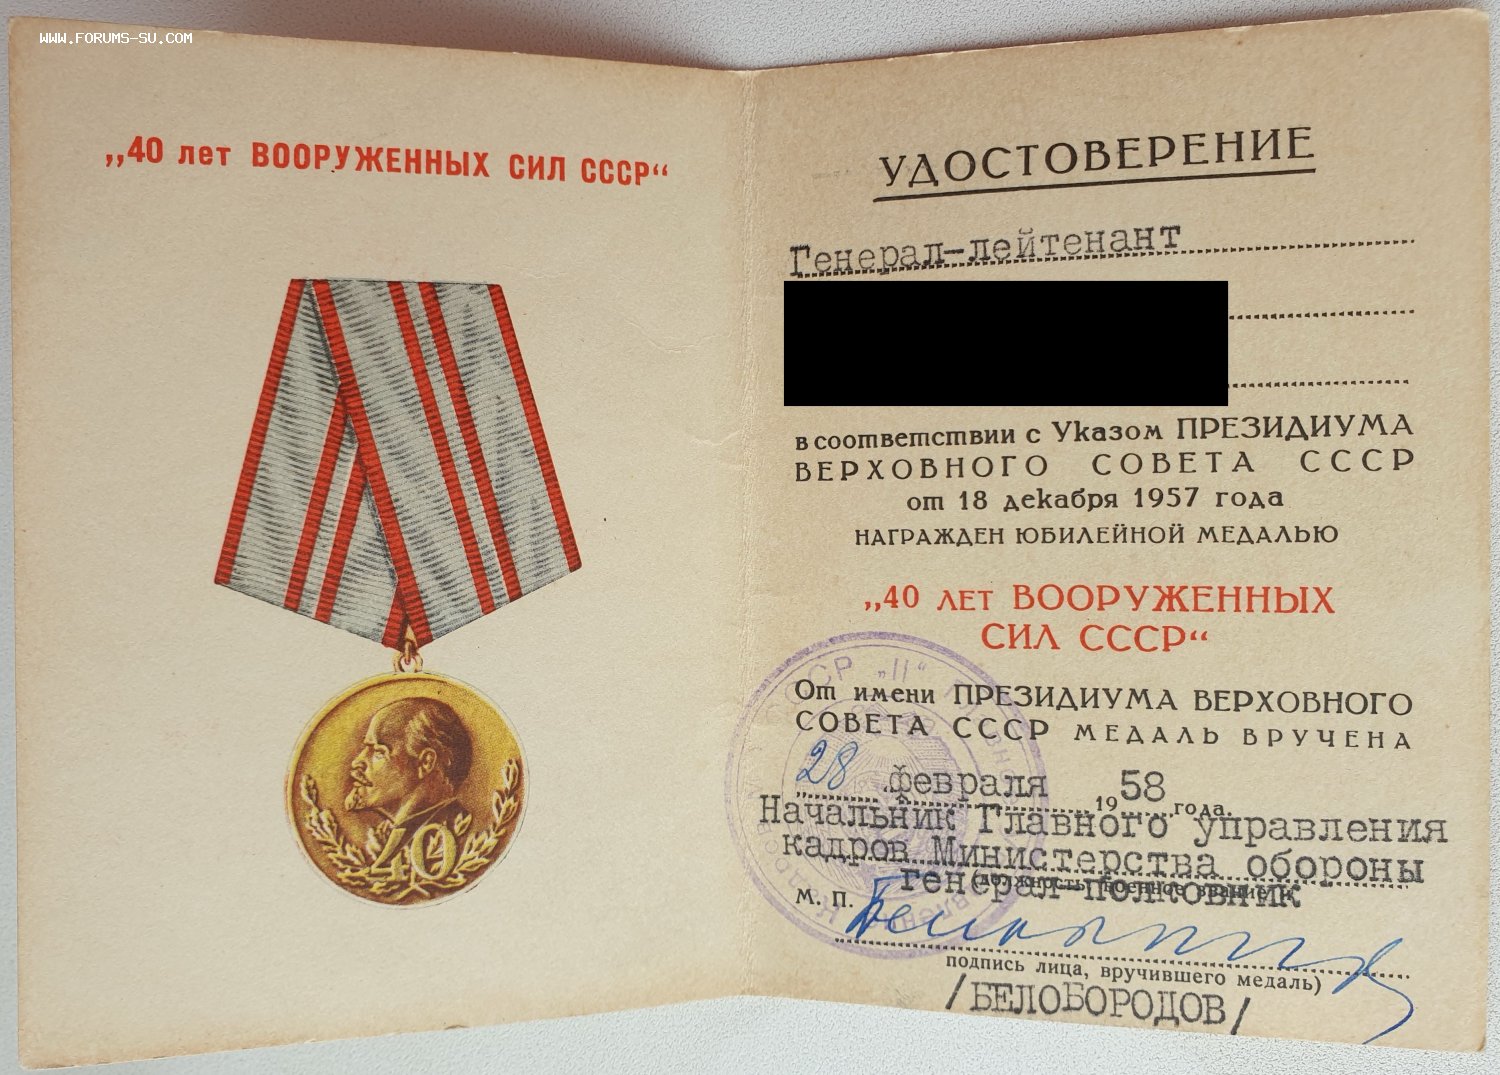 WWW.FORUMS-SU.COM
„40 лет ВООРУЖЕННЫХ СИЛ СССР“
40
УДОСТОВЕРЕНИЕ
Генерал-лейтенант
в соответствии с Указом ПРЕЗИДИУМА
ВЕРХОВНОГО СОВЕТА СССР
от 18 декабря 1957 года
НАГРАЖДЕН ЮБИЛЕЙНОЙ МЕДАЛЬЮ
„40 ЛЕТ ВООРУЖЕННЫХ
СИЛ СССР“
От имени ПРЕЗИДИУМА ВЕРХОВНОГО
СОВЕТА СССР МЕДАЛЬ ВРУЧЕНА
28 февраля 1958 года.
Начальник Главного управления
кадров Министерства обороны
(должность, военное звание и
генерал-полковник
М. П.
подпись лица, вручившего медаль)
/БЕЛОБОРОДОВ/